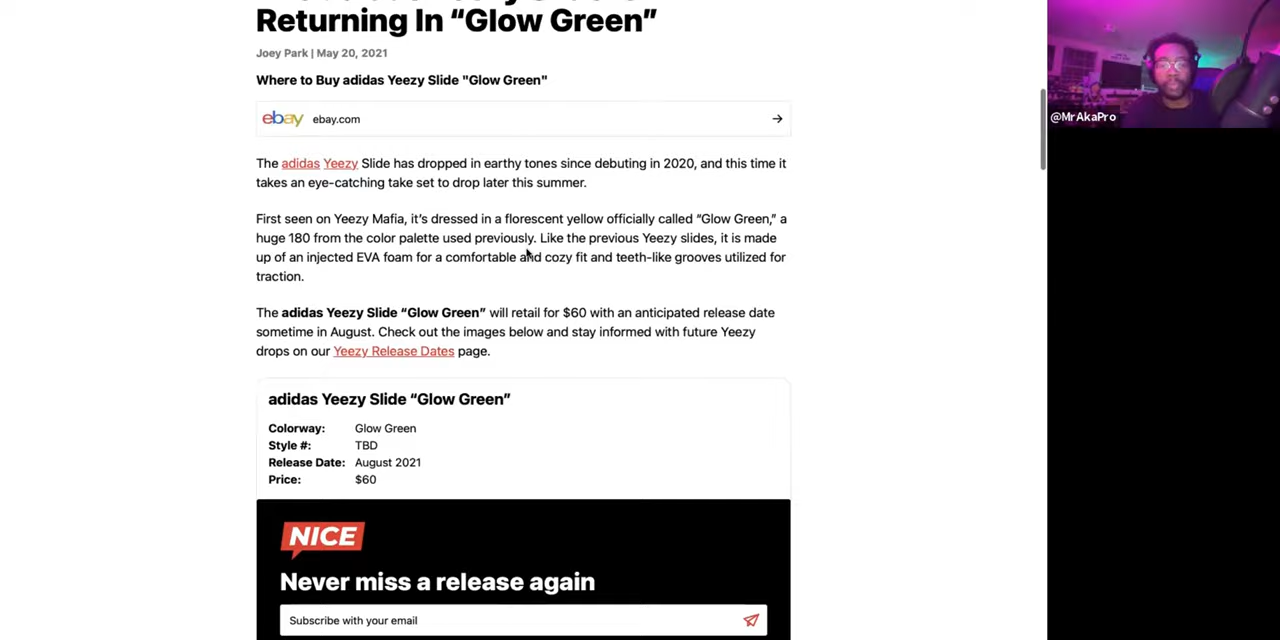 Returning In “Glow Green”
Joey Park | May 20, 2021
Where to Buy adidas Yeezy Slide "Glow Green"
ebay ebay.com
The adidas Yeezy Slide has dropped in earthy tones since debuting in 2020, and this time it
takes an eye-catching take set to drop later this summer.
First seen on Yeezy Mafia, it’s dressed in a florescent yellow officially called “Glow Green,” a
huge 180 from the color palette used previously. Like the previous Yeezy slides, it is made
up of an injected EVA foam for a comfortable and cozy fit and teeth-like grooves utilized for
traction.
The adidas Yeezy Slide “Glow Green” will retail for $60 with an anticipated release date
sometime in August. Check out the images below and stay informed with future Yeezy
drops on our Yeezy Release Dates page.
adidas Yeezy Slide “Glow Green”
Colorway: Glow Green
Style #: TBD
Release Date: August 2021
Price: $60
NICE
Never miss a release again
Subscribe with your email
@MrAkaPro